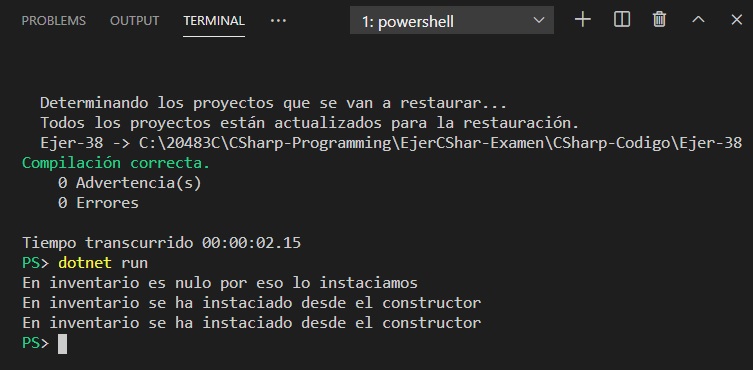 PROBLEMS OUTPUT TERMINAL ... 1: powershell
Determinando los proyectos que se van a restaurar...
Todos los proyectos están actualizados para la restauración.
Ejer-38 -> C:\20483C\CSharp-Programming\EjerCShar-Examen\CSharp-Codigo\Ejer-38
Compilación correcta.
0 Advertencia(s)
0 Errores
Tiempo transcurrido 00:00:02.15
PS> dotnet run
En inventario es nulo por eso lo instaciamos
En inventario se ha instaciado desde el constructor
En inventario se ha instaciado desde el constructor
PS>